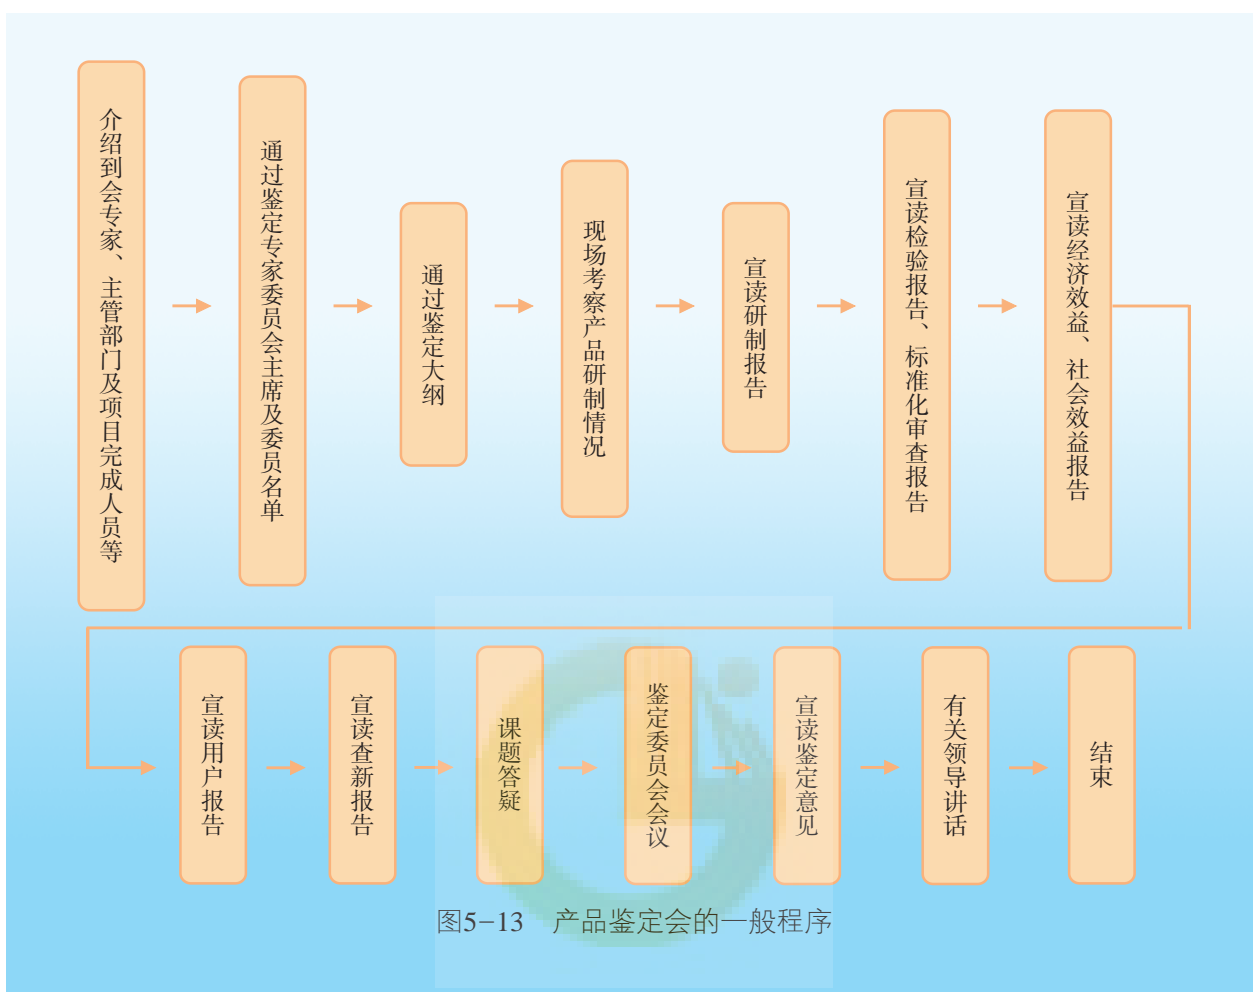 介绍到会专家、主管部门及项目完成人员等
通过鉴定专家委员会主席及委员名单
通过鉴定大纲
现场考察产品研制情况
宣读研制报告
宣读检验报告、标准化审查报告
宣读经济效益、社会效益报告
宣读用户报告
宣读查新报告
课题答疑
鉴定委员会会议
宣读鉴定意见
有关领导讲话
结束
图5-13 产品鉴定会的一般程序